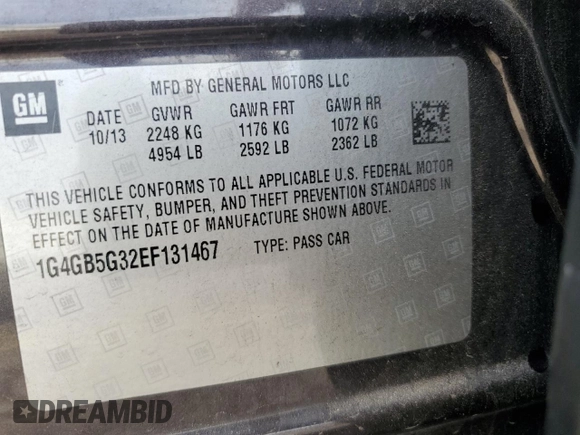 GM
MFD BY GENERAL MOTORS LLC
DATE GVWR GAWR FRT GAWR RR
10/13 2248 KG 1176 KG 1072 KG
4954 LB 2592 LB 2362 LB
THIS VEHICLE CONFORMS TO ALL APPLICABLE U.S. FEDERAL MOTOR
VEHICLE SAFETY, BUMPER, AND THEFT PREVENTION STANDARDS IN
EFFECT ON THE DATE OF MANUFACTURE SHOWN ABOVE.
1G4GB5G32EF131467 TYPE: PASS CAR
DREAMBID